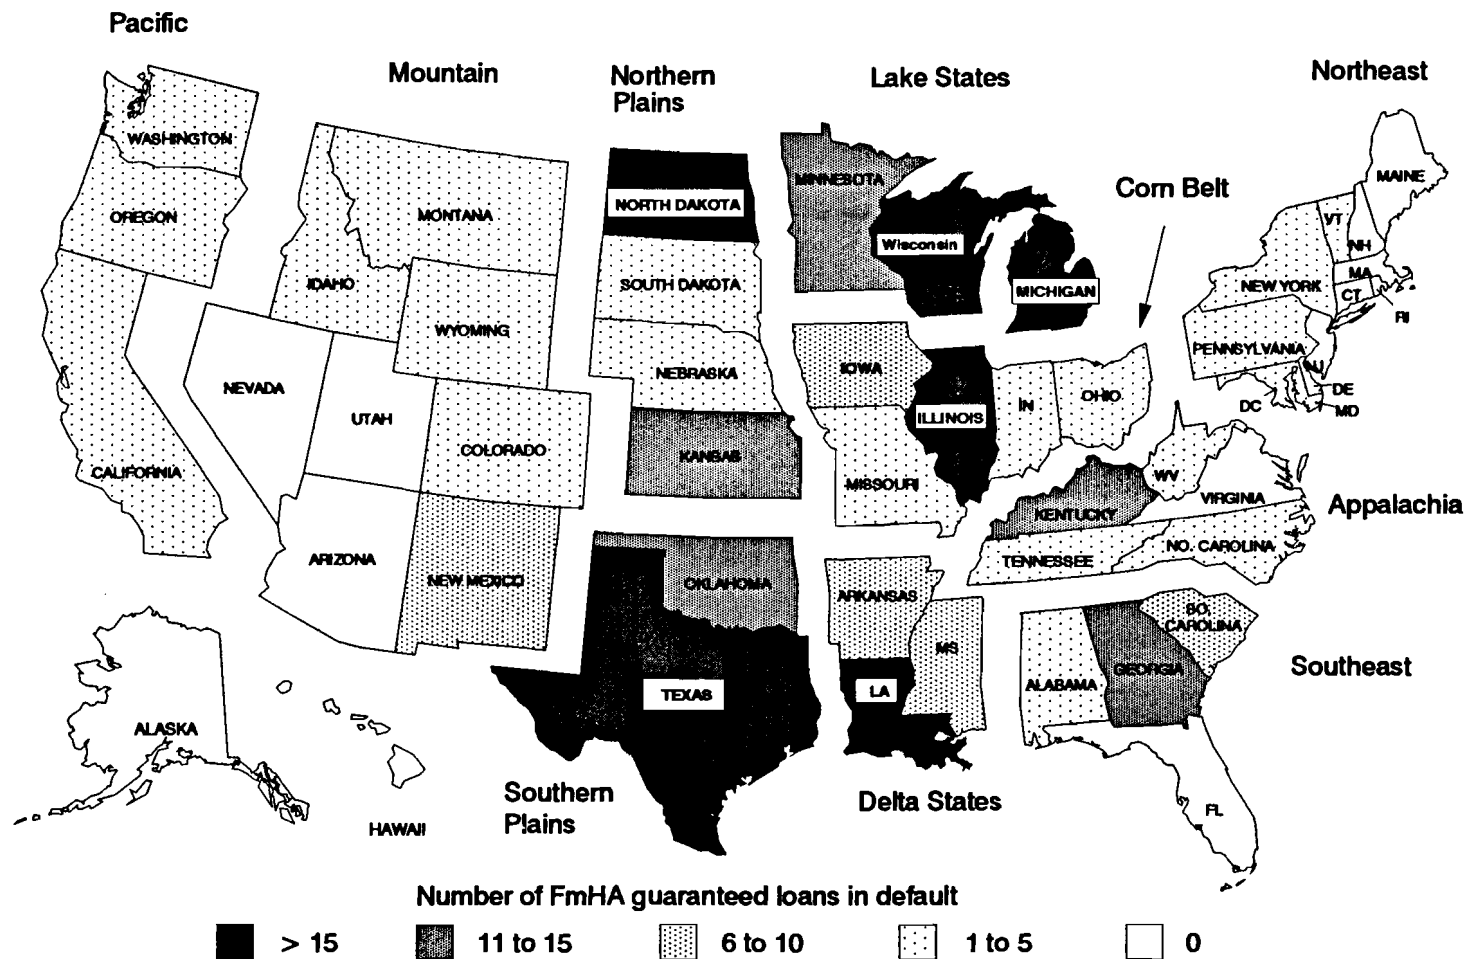 Pacific
Mountain
Northern
Plains
Lake States
Northeast
Corn Belt
WASHINGTON
OREGON
MONTANA
IDAHO
WYOMING
NEVADA
UTAH
COLORADO
CALIFORNIA
ARIZONA
NEW MEXICO
NORTH DAKOTA
SOUTH DAKOTA
NEBRASKA
KANSAS
MINNESOTA
Wisconsin
MICHIGAN
IOWA
ILLINOIS
IN
OHIO
MISSOURI
MAINE
VT
NH
MA
NEW YORK
CT
RI
PENNSYLVANIA
NJ
DE
DC
MD
WV
VIRGINIA
KENTUCKY
Appalachia
TENNESSEE
NO. CAROLINA
OKLAHOMA
TEXAS
ARKANSAS
MS
LA
SO.
CAROLINA
GEORGIA
ALABAMA
Southeast
FL
ALASKA
HAWAII
Southern
Plains
Delta States
Number of FmHA guaranteed loans in default
> 15
11 to 15
6 to 10
1 to 5
0